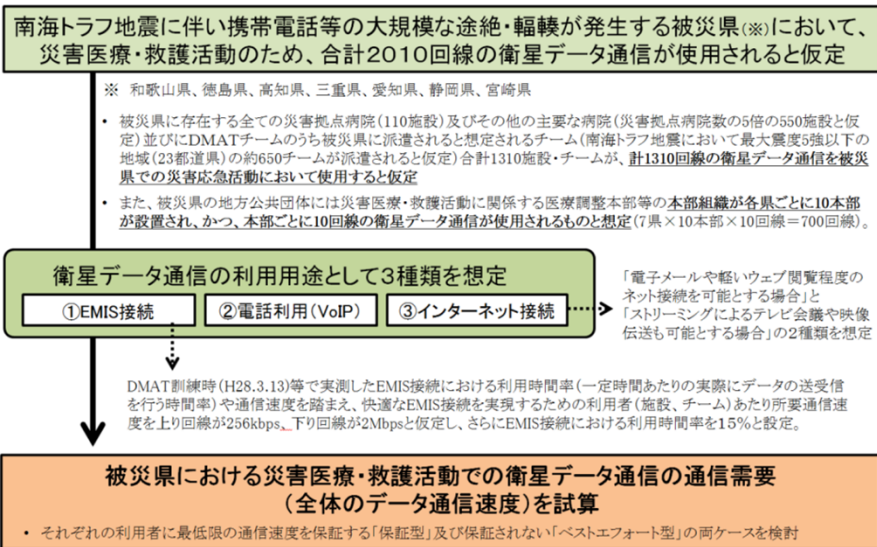 南海トラフ地震に伴い携帯電話等の大規模な途絶・輻輳が発生する被災県(※)において、
災害医療・救護活動のため、合計2010回線の衛星データ通信が使用されると仮定
※ 和歌山県、徳島県、高知県、三重県、愛知県、静岡県、宮崎県
• 被災県に存在する全ての災害拠点病院(110施設)及びその他の主要な病院(災害拠点病院数の5倍の550施設と仮
定)並びにDMATチームのうち被災県に派遣されると想定されるチーム(南海トラフ地震において最大震度5強以下の
地域(23都道県)の約650チームが派遣されると仮定)合計1310施設・チームが、計1310回線の衛星データ通信を被災
県での災害応急活動において使用すると仮定
• また、被災県の地方公共団体には災害医療・救護活動に関係する医療調整本部等の本部組織が各県ごとに10本部
が設置され、かつ、本部ごとに10回線の衛星データ通信が使用されるものと想定(7県×10本部×10回線=700回線)。
衛星データ通信の利用用途として3種類を想定
①EMIS接続
②電話利用(VoIP)
③インターネット接続
「電子メールや軽いウェブ閲覧程度の
ネット接続を可能とする場合」と
「ストリーミングによるテレビ会議や映像
伝送も可能とする場合」の2種類を想定
DMAT訓練時(H28.3.13)等で実測したEMIS接続における利用時間率(一定時間あたりの実際にデータの送受信
を行う時間率)や通信速度を踏まえ、快適なEMIS接続を実現するための利用者(施設、チーム)あたり所要通信速
度を上り回線が256kbps、下り回線が2Mbpsと仮定し、さらにEMIS接続における利用時間率を15%と設定。
被災県における災害医療・救護活動での衛星データ通信の通信需要
(全体のデータ通信速度)を試算
• それぞれの利用者に最低限の通信速度を保証する「保証型」及び保証されない「ベストエフォート型」の両ケースを検討